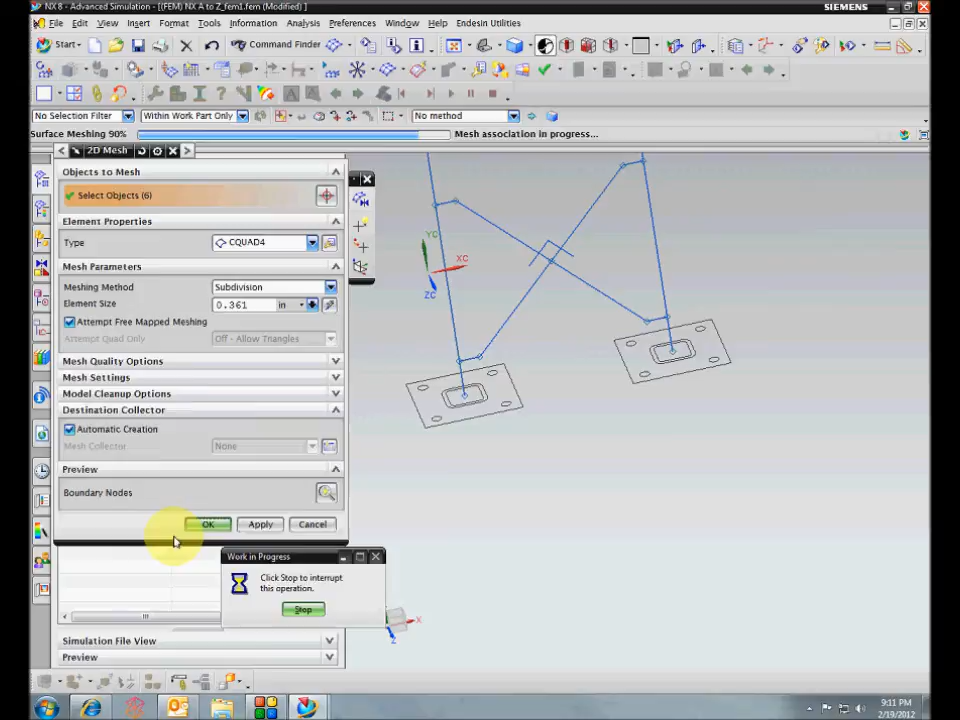 NX 8 - Advanced Simulation - [(FEM) NX A to Z_fem1.fem (Modified) ]
SIEMENS
File Edit View Insert Format Tools Information Analysis Preferences Window Help Endesin Utilities
Start Command Finder
No Selection Filter Within Work Part Only No method
Surface Meshing 90% Mesh association in progress...
2D Mesh
Objects to Mesh
Select Objects (6)
Element Properties
Type CQUAD4
Mesh Parameters
Meshing Method Subdivision
Element Size 0.361 in
Attempt Free Mapped Meshing
Attempt Quad Only Off - Allow Triangles
Mesh Quality Options
Mesh Settings
Model Cleanup Options
Destination Collector
Automatic Creation
Mesh Collector None
Preview
Boundary Nodes
OK Apply Cancel
Work in Progress
Click Stop to interrupt
this operation.
Stop
Simulation File View
Preview
YC
XC
ZC
X
Z
9:11 PM
2/19/2012